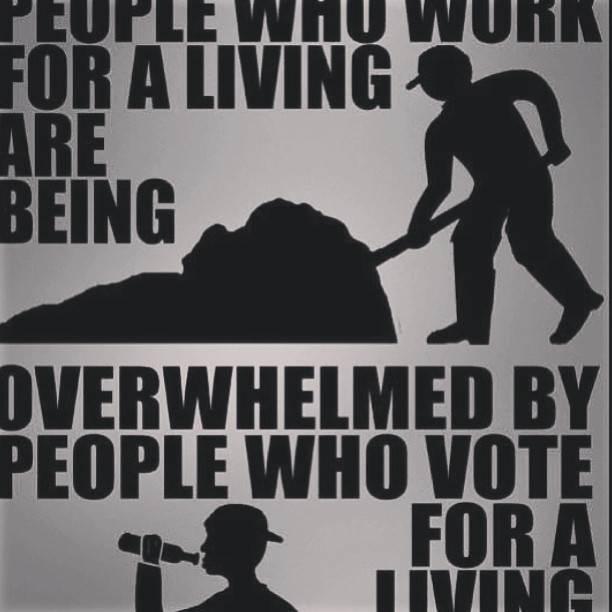 PEOPLE WHO WORK
FOR A LIVING
ARE
BEING
OVERWHELMED BY
PEOPLE WHO VOTE
FOR A
LIVING